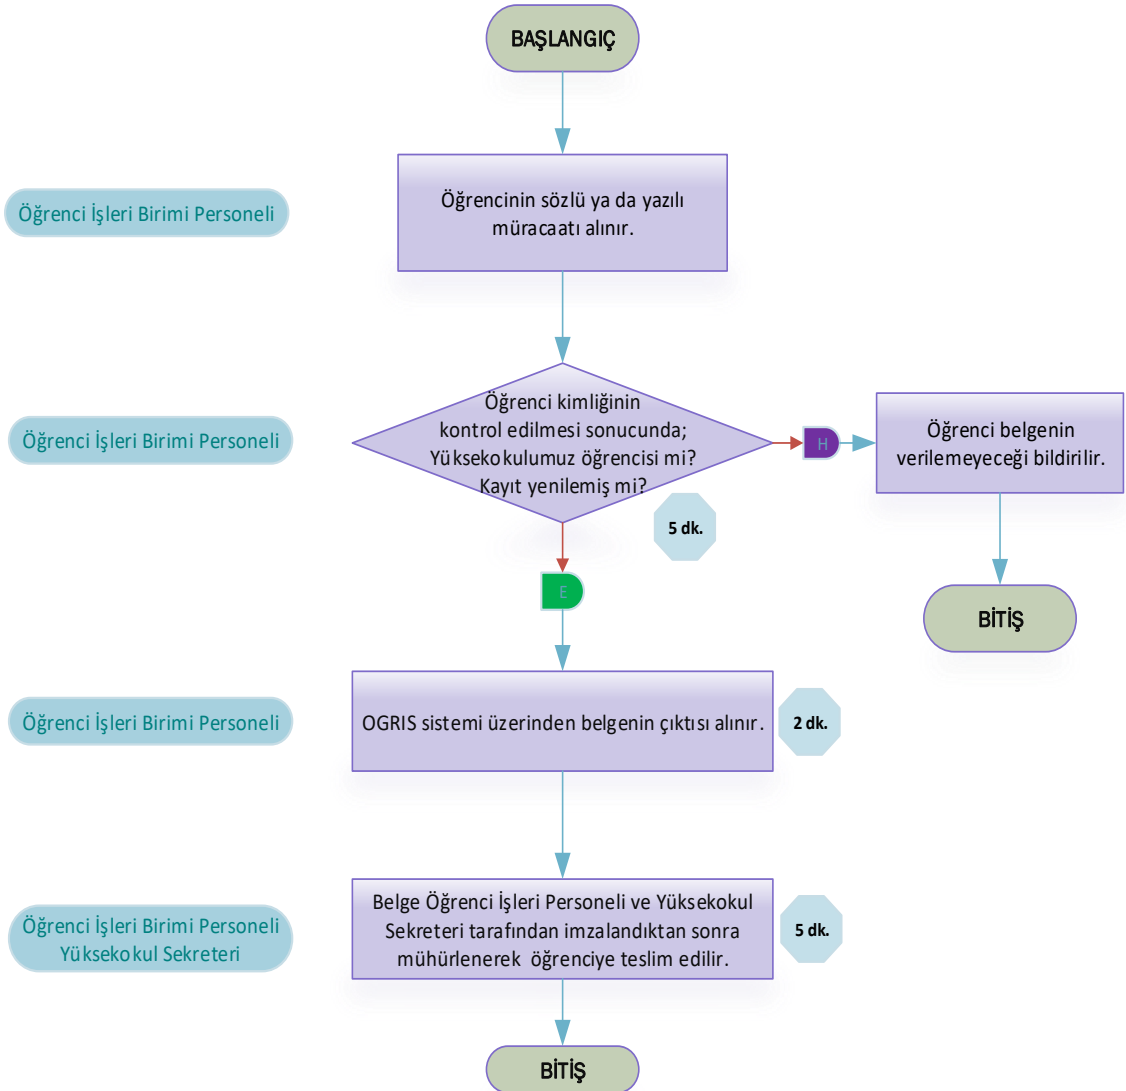 BAŞLANGIÇ
Öğrenci İşleri Birimi Personeli
Öğrencinin sözlü ya da yazılı
müracaatı alınır.
Öğrenci İşleri Birimi Personeli
Öğrenci kimliğinin
kontrol edilmesi sonucunda;
Yüksekokulumuz öğrencisi mi?
Kayıt yenilemiş mi?
5 dk.
H
Öğrenci belgenin
verilemeyeceği bildirilir.
BİTİŞ
E
Öğrenci İşleri Birimi Personeli
OGRIS sistemi üzerinden belgenin çıktısı alınır.
2 dk.
Öğrenci İşleri Birimi Personeli
Yüksekokul Sekreteri
Belge Öğrenci İşleri Personeli ve Yüksekokul
Sekreteri tarafından imzalandıktan sonra
mühürlenerek öğrenciye teslim edilir.
5 dk.
BİTİŞ